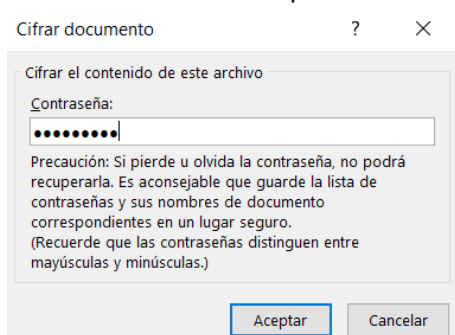 Cifrar documento ? ×
Cifrar el contenido de este archivo
Contraseña:
●●●●●●●●●
Precaución: Si pierde u olvida la contraseña, no podrá
recuperarla. Es aconsejable que guarde la lista de
contraseñas y sus nombres de documento
correspondientes en un lugar seguro.
(Recuerde que las contraseñas distinguen entre
mayúsculas y minúsculas.)
Aceptar Cancelar